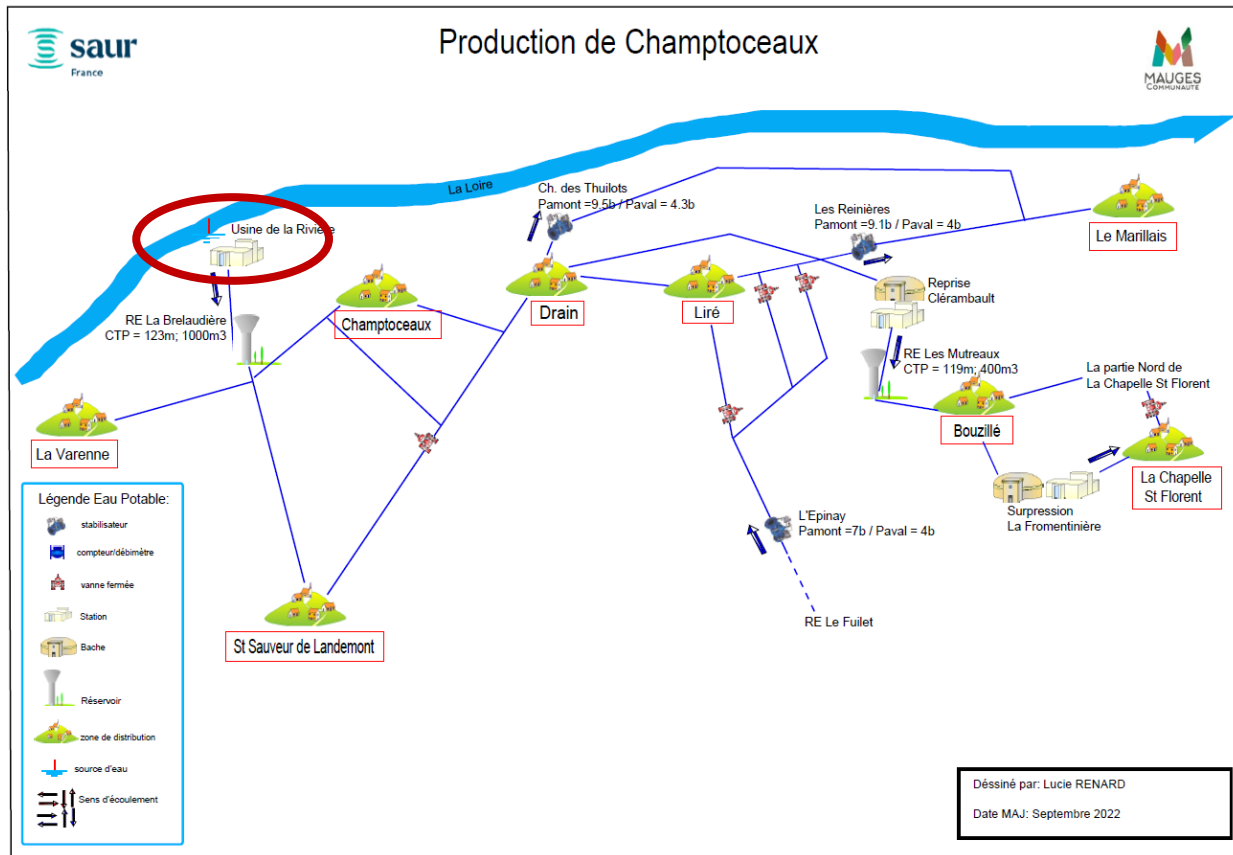 saur
France
Production de Champtoceaux
MAUGES
COMMUNAUTÉ
La Loire
Usine de la Rivière
RE La Brelaudière
CTP = 123m; 1000m3
Champtoceaux
La Varenne
St Sauveur de Landemont
Ch. des Thuilots
Pamont =9.5b / Paval = 4.3b
Drain
Liré
Les Reinières
Pamont =9.1b / Paval = 4b
Le Marillais
Reprise
Clérambault
RE Les Mutreaux
CTP = 119m; 400m3
Bouzillé
La partie Nord de
La Chapelle St Florent
La Chapelle
St Florent
Surpression
La Fromentinière
L'Epinay
Pamont =7b / Paval = 4b
RE Le Fuilet
Légende Eau Potable:
stabilisateur
compteur/débimètre
vanne fermée
Station
Bache
Réservoir
zone de distribution
source d'eau
Sens d'écoulement
Déssiné par: Lucie RENARD
Date MAJ: Septembre 2022